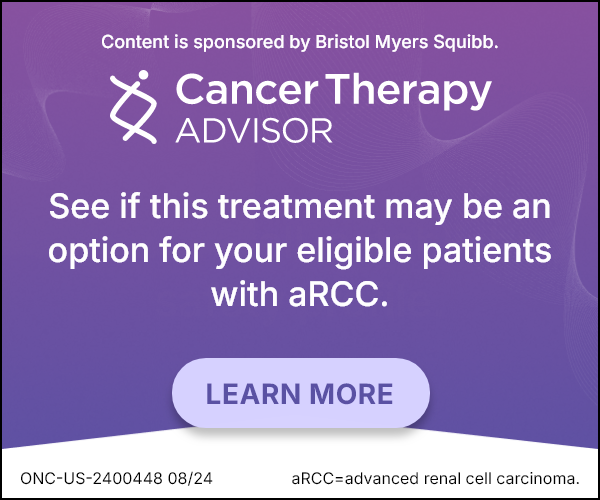 Content is sponsored by Bristol Myers Squibb.
Cancer Therapy
ADVISOR
See if this treatment may be an
option for your eligible patients
with aRCC.
LEARN MORE
ONC-US-2400448 08/24
aRCC=advanced renal cell carcinoma.